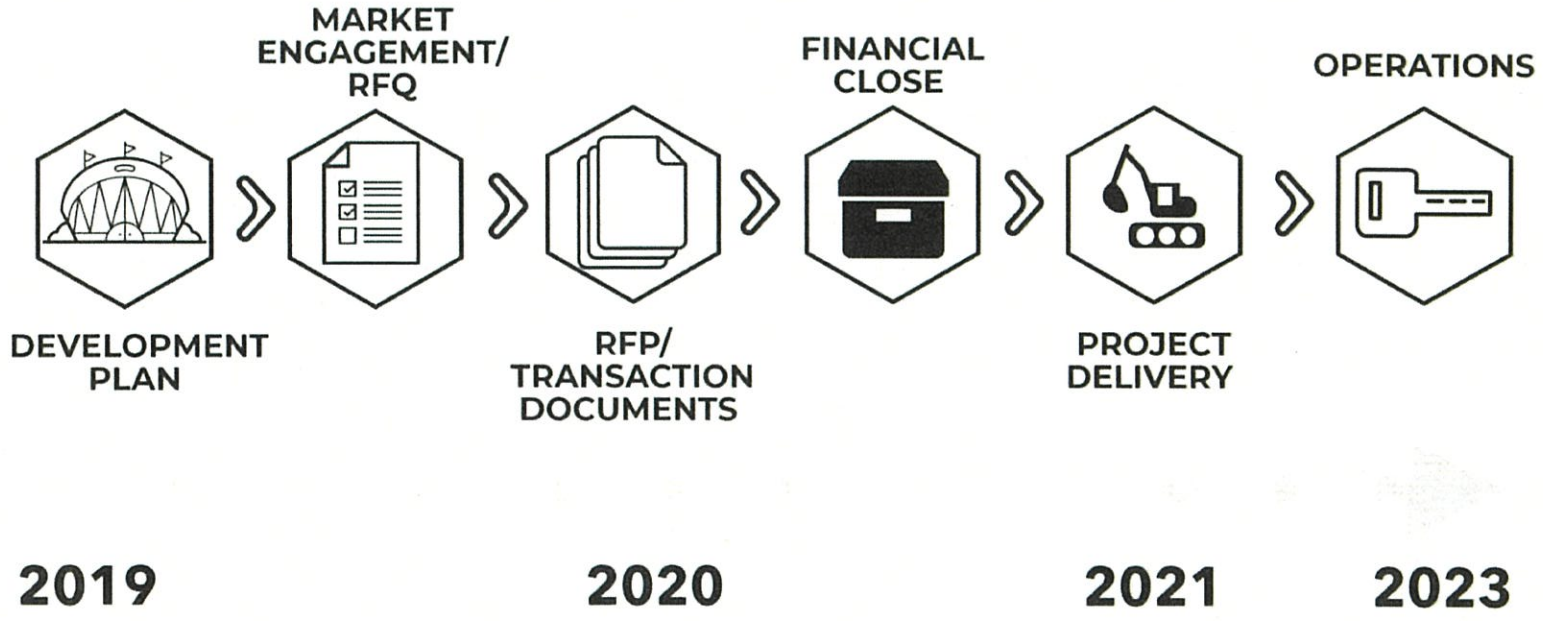 MARKET
ENGAGEMENT/
RFQ
FINANCIAL
CLOSE
OPERATIONS
DEVELOPMENT
PLAN
RFP/
TRANSACTION
DOCUMENTS
PROJECT
DELIVERY
2019
2020
2021
2023